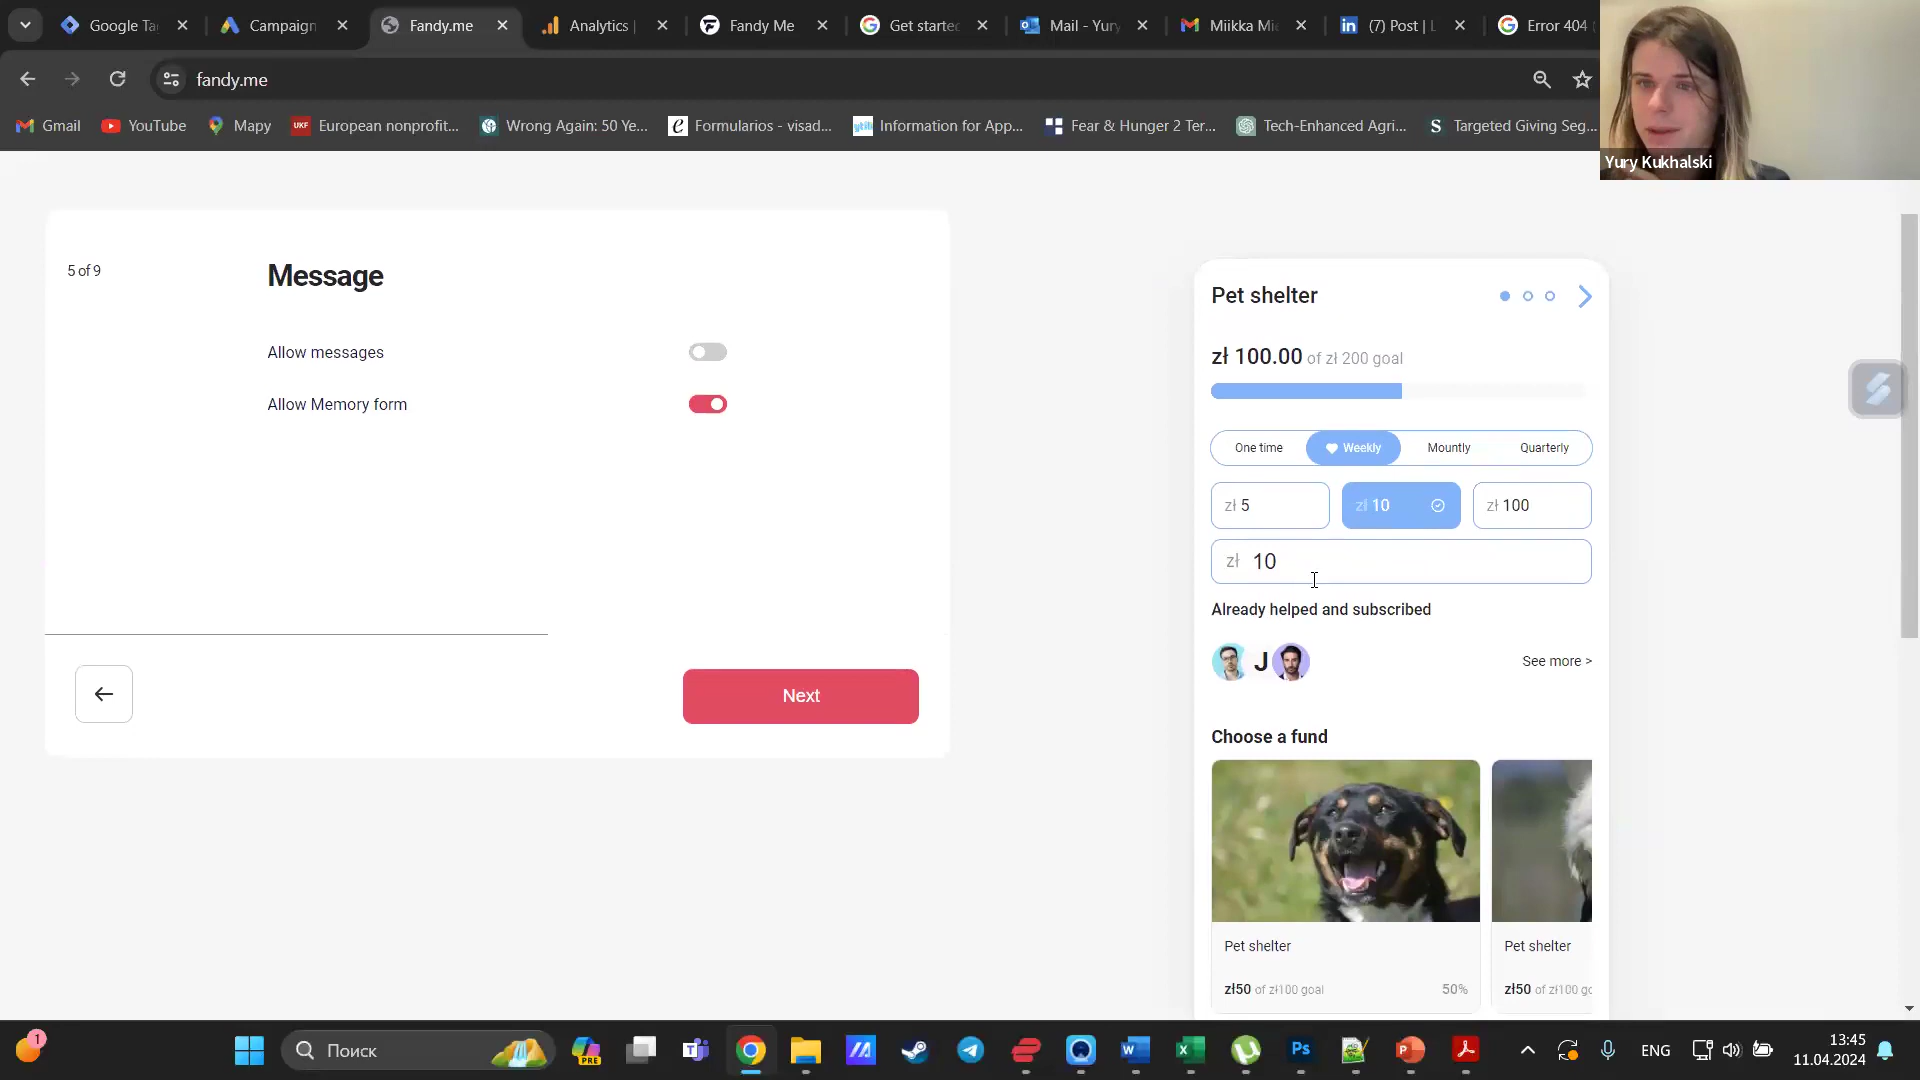 Google Ta
Campaign
Fandy.me
Analytics |
Fandy Me
Get starte
Mail - Yury
Miikka Mi
(7) Post | L
Error 404
fandy.me
Gmail
YouTube
Mapy
UKF
European nonprofit...
Wrong Again: 50 Ye...
Formularios - visad...
Information for App...
Fear & Hunger 2 Ter...
Tech-Enhanced Agri...
Targeted Giving Seg...
Yury Kukhalski
5 of 9
Message
Allow messages
Allow Memory form
Next
Pet shelter
zł 100.00 of zł 200 goal
One time
Weekly
Mountly
Quarterly
zł 5
zł 10
zł 100
zł 10
Already helped and subscribed
J
See more >
Choose a fund
Pet shelter
zł50 of zł100 goal
50%
Pet shelter
zł50 of zł100 gc
1
Поиск
PRE
ENG
13:45
11.04.2024